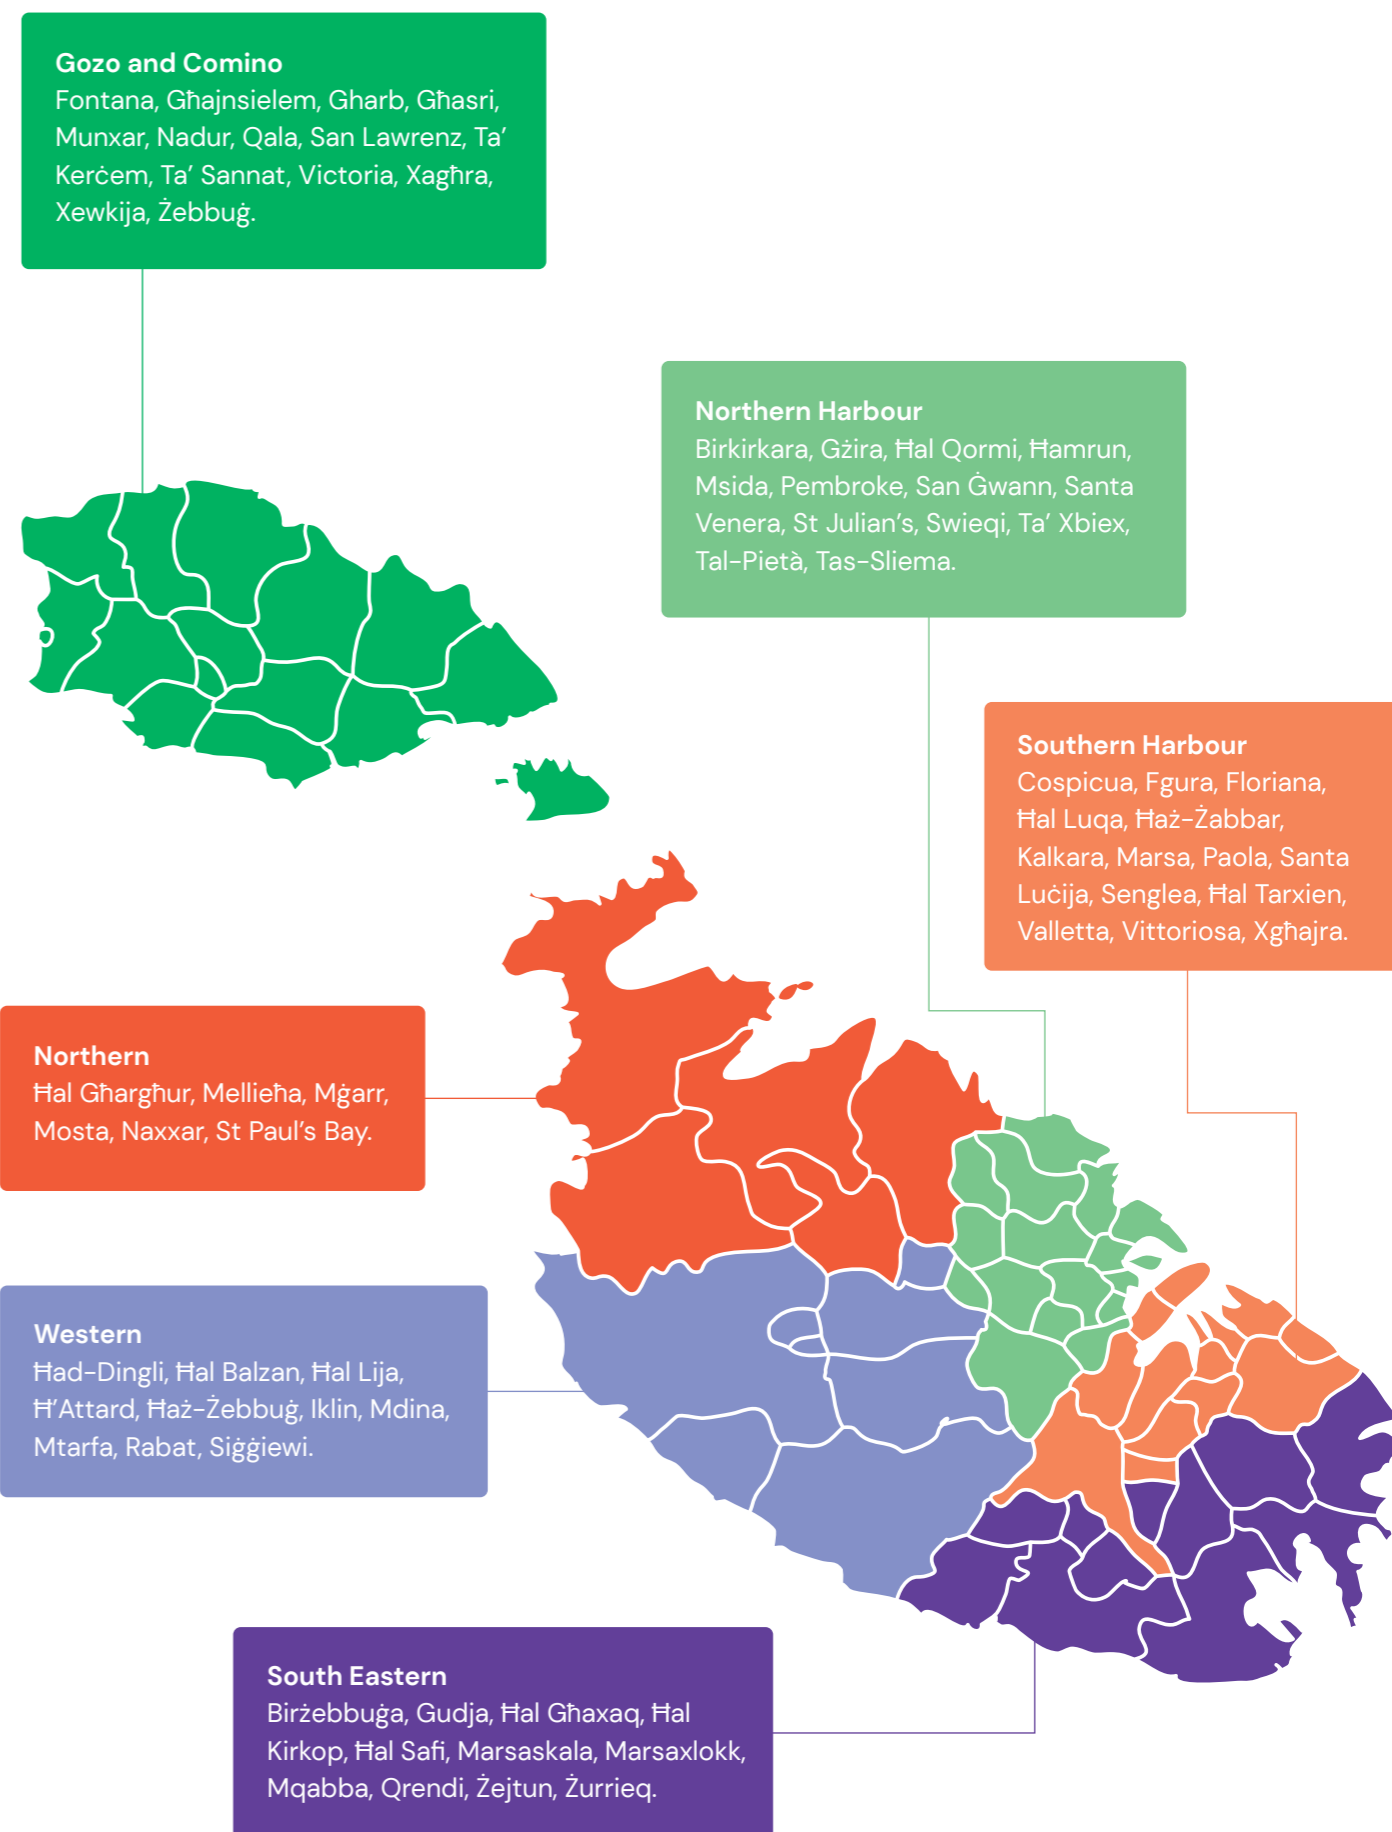 Gozo and Comino
Fontana, Għajnsielem, Gharb, Għasri,
Munxar, Nadur, Qala, San Lawrenz, Ta’
Kerċem, Ta’ Sannat, Victoria, Xagħra,
Xewkija, Żebbuġ.
Northern Harbour
Birkirkara, Gżira, Ħal Qormi, Ħamrun,
Msida, Pembroke, San Ġwann, Santa
Venera, St Julian’s, Swieqi, Ta’ Xbiex,
Tal-Pietà, Tas-Sliema.
Southern Harbour
Cospicua, Fgura, Floriana,
Ħal Luqa, Ħaż-Żabbar,
Kalkara, Marsa, Paola, Santa
Luċija, Senglea, Ħal Tarxien,
Valletta, Vittoriosa, Xgħajra.
Northern
Ħal Għargħur, Mellieħa, Mġarr,
Mosta, Naxxar, St Paul’s Bay.
Western
Ħad-Dingli, Ħal Balzan, Ħal Lija,
Ħ’Attard, Ħaż-Żebbuġ, Iklin, Mdina,
Mtarfa, Rabat, Siġġiewi.
South Eastern
Birżebbuġa, Gudja, Ħal Għaxaq, Ħal
Kirkop, Ħal Safi, Marsaskala, Marsaxlokk,
Mqabba, Qrendi, Żejtun, Żurrieq.